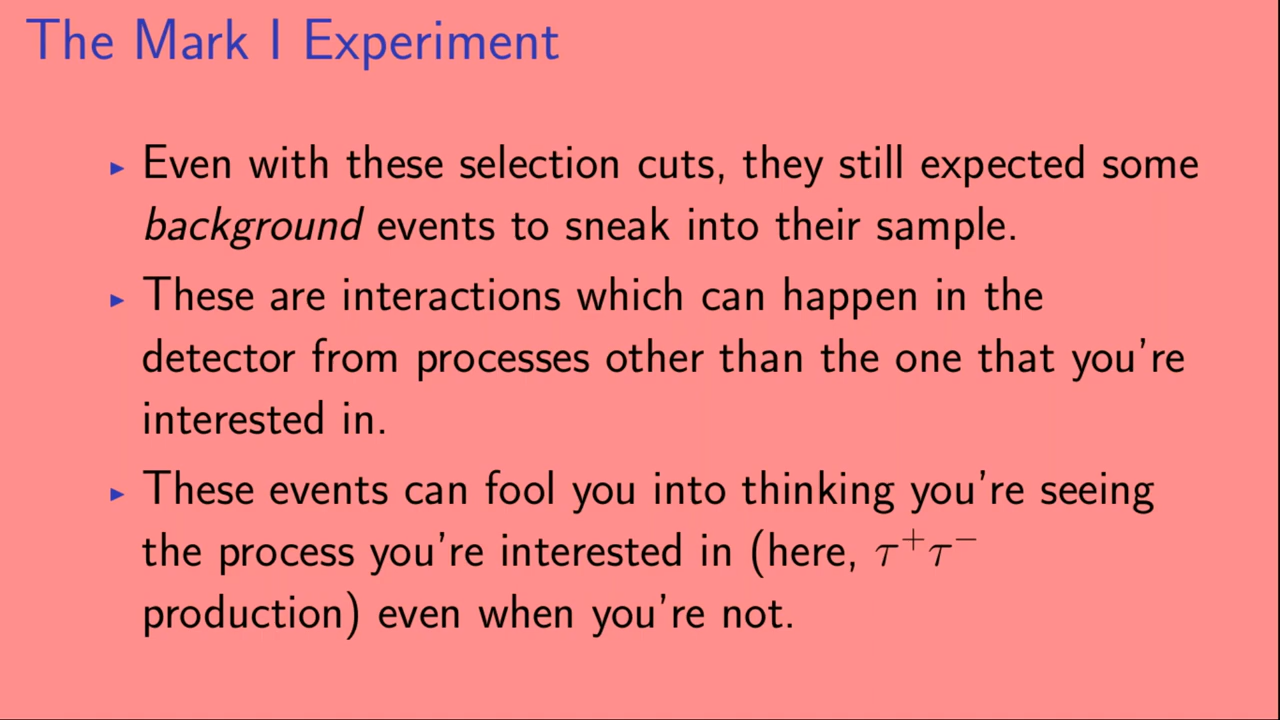 The Mark I Experiment
▸ Even with these selection cuts, they still expected some
background events to sneak into their sample.
▸ These are interactions which can happen in the
detector from processes other than the one that you're
interested in.
▸ These events can fool you into thinking you're seeing
the process you're interested in (here, τ⁺τ⁻
production) even when you're not.